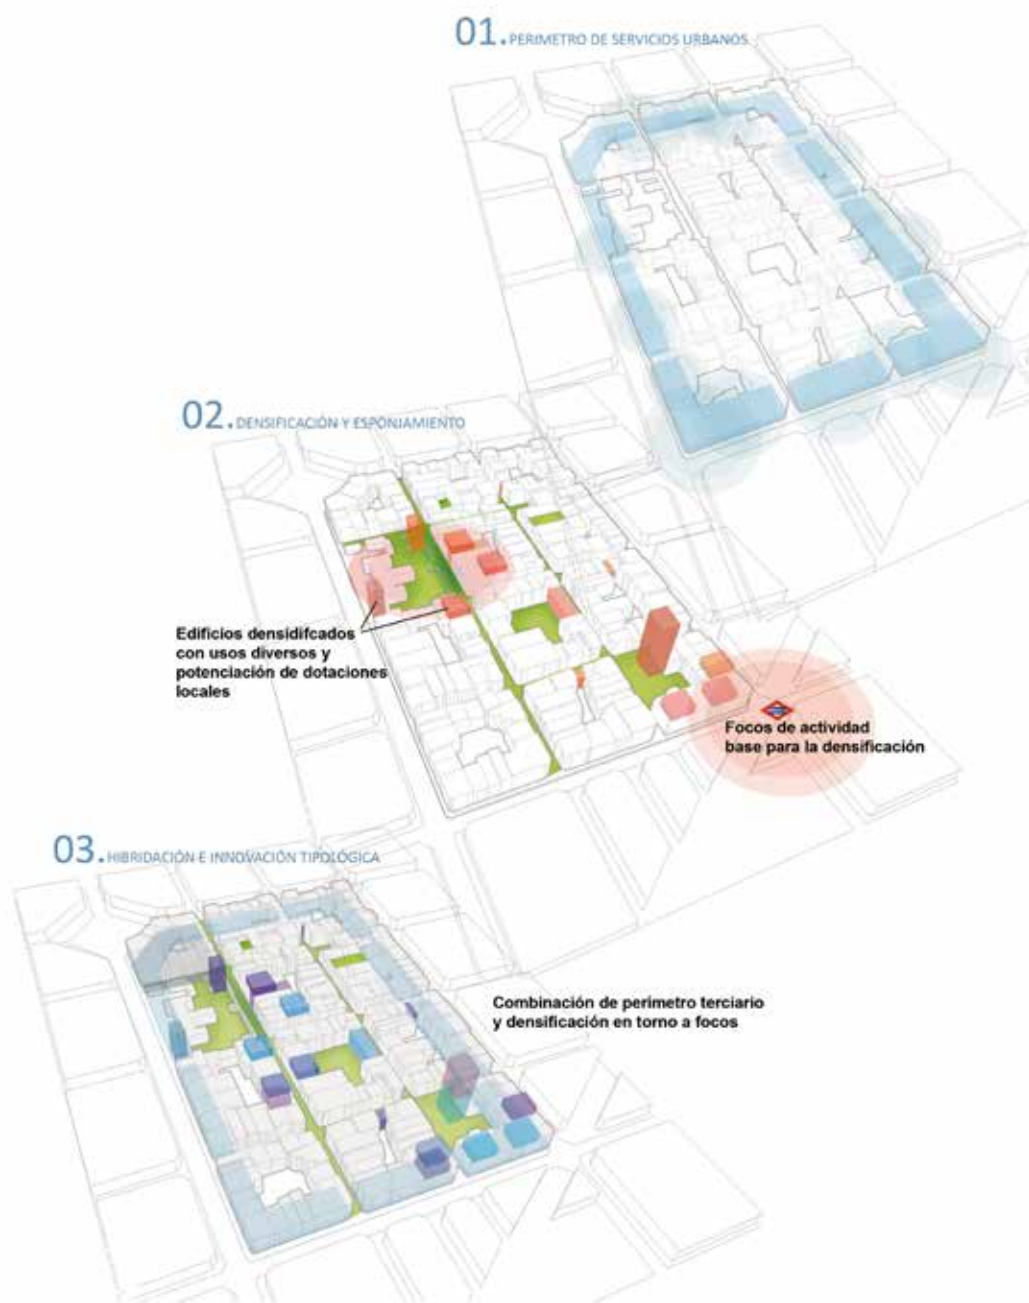 01. PERIMETRO DE SERVICIOS URBANOS
02. DENSIFICACIÓN Y ESPONJAMIENTO
Edificios densidifcados
con usos diversos y
potenciación de dotaciones
locales
Focos de actividad
base para la densificación
03. HIBRIDACIÓN E INNOVACIÓN TIPOLÓGICA
Combinación de perimetro terciario
y densificación en torno a focos